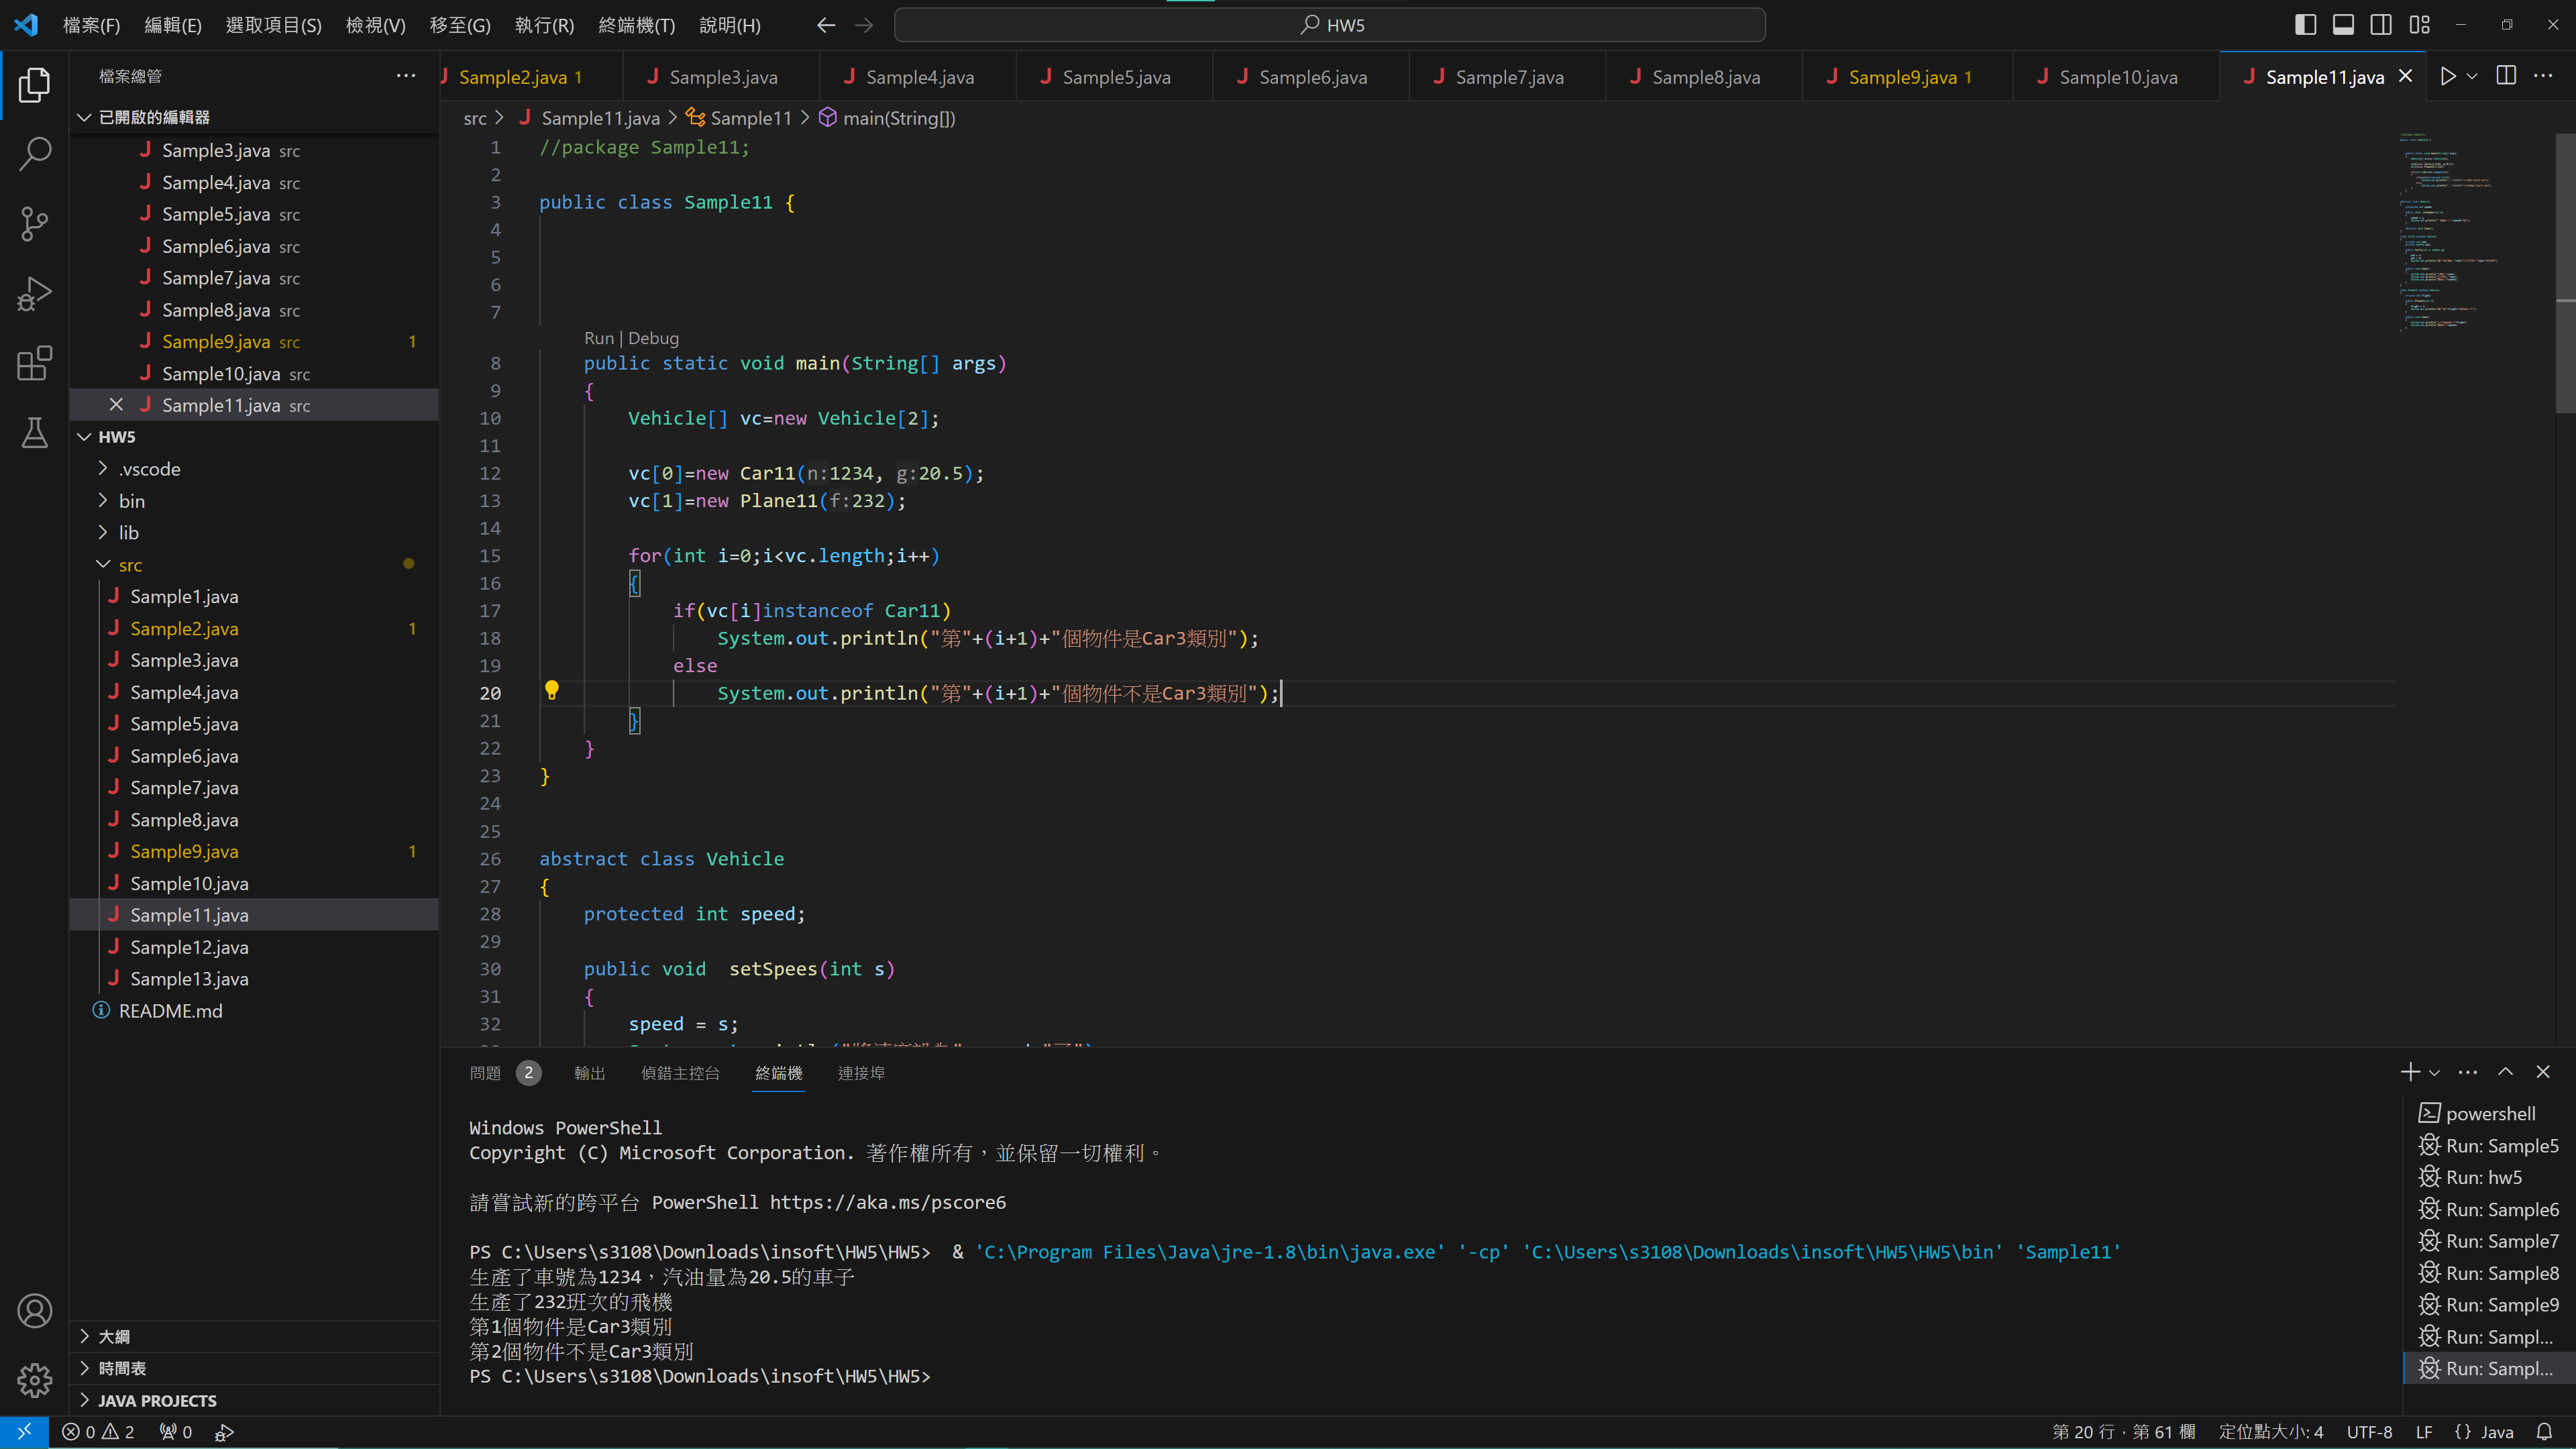 檔案(F) 編輯(E) 選取項目(S) 檢視(V) 移至(G) 執行(R) 終端機(T) 說明(H) HW5
檔案總管
已開啟的編輯器
Sample3.java src
Sample4.java src
Sample5.java src
Sample6.java src
Sample7.java src
Sample8.java src
Sample9.java src 1
Sample10.java src
Sample11.java src
HW5
.vscode
bin
lib
src
Sample1.java
Sample2.java 1
Sample3.java
Sample4.java
Sample5.java
Sample6.java
Sample7.java
Sample8.java
Sample9.java 1
Sample10.java
Sample11.java
Sample12.java
Sample13.java
README.md
大綱
時間表
JAVA PROJECTS
Sample2.java 1 Sample3.java Sample4.java Sample5.java Sample6.java Sample7.java Sample8.java Sample9.java 1 Sample10.java Sample11.java
src > Sample11.java > Sample11 > main(String[])
1 //package Sample11;
2
3 public class Sample11 {
4
5
6
7
Run | Debug
8 public static void main(String[] args)
9 {
10 Vehicle[] vc=new Vehicle[2];
11
12 vc[0]=new Car11(n:1234, g:20.5);
13 vc[1]=new Plane11(f:232);
14
15 for(int i=0;i<vc.length;i++)
16 {
17 if(vc[i]instanceof Car11)
18 System.out.println("第"+(i+1)+"個物件是Car3類別");
19 else
20 System.out.println("第"+(i+1)+"個物件不是Car3類別");
21 }
22 }
23 }
24
25
26 abstract class Vehicle
27 {
28 protected int speed;
29
30 public void  setSpees(int s)
31 {
32 speed = s;
問題 2 輸出 偵錯主控台 終端機 連接埠
Windows PowerShell
Copyright (C) Microsoft Corporation. 著作權所有，並保留一切權利。
請嘗試新的跨平台 PowerShell https://aka.ms/pscore6
PS C:\Users\s3108\Downloads\insoft\HW5\HW5>  & 'C:\Program Files\Java\jre-1.8\bin\java.exe' '-cp' 'C:\Users\s3108\Downloads\insoft\HW5\HW5\bin' 'Sample11'
生產了車號為1234，汽油量為20.5的車子
生產了232班次的飛機
第1個物件是Car3類別
第2個物件不是Car3類別
PS C:\Users\s3108\Downloads\insoft\HW5\HW5>
powershell
Run: Sample5
Run: hw5
Run: Sample6
Run: Sample7
Run: Sample8
Run: Sample9
Run: Sampl...
Run: Sampl...
0 2 0 第 20 行，第 61 欄 定位點大小: 4 UTF-8 LF {} Java